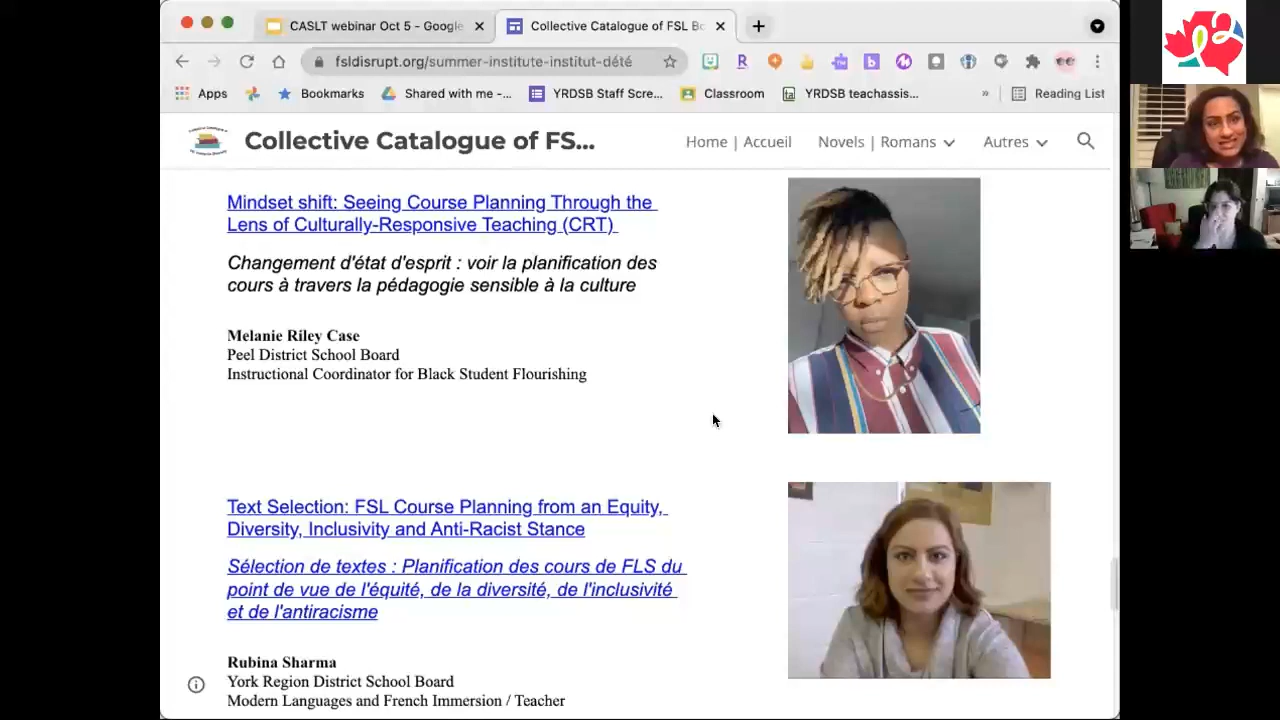 CASLT webinar Oct 5 - Google
Collective Catalogue of FSL Bo
fsldisrupt.org/summer-institute-institut-dété
Apps
Bookmarks
Shared with me -...
YRDSB Staff Scre...
Classroom
YRDSB teachassis...
»
Reading List
Collective Catalogue of FS...
Home | Accueil
Novels | Romans
Autres
Mindset shift: Seeing Course Planning Through the
Lens of Culturally-Responsive Teaching (CRT)
Changement d'état d'esprit : voir la planification des
cours à travers la pédagogie sensible à la culture
Melanie Riley Case
Peel District School Board
Instructional Coordinator for Black Student Flourishing
Text Selection: FSL Course Planning from an Equity,
Diversity, Inclusivity and Anti-Racist Stance
Sélection de textes : Planification des cours de FLS du
point de vue de l'équité, de la diversité, de l'inclusivité
et de l'antiracisme
Rubina Sharma
York Region District School Board
Modern Languages and French Immersion / Teacher